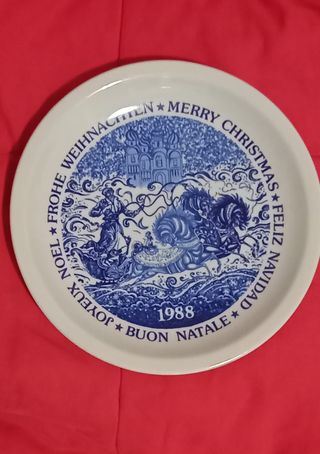 ★ MERRY CHRISTMAS ★ FELIZ NAVIDAD ★ BUON NATALE ★ JOYEUX NOEL ★ FROHE WEIHNACHTEN
1988